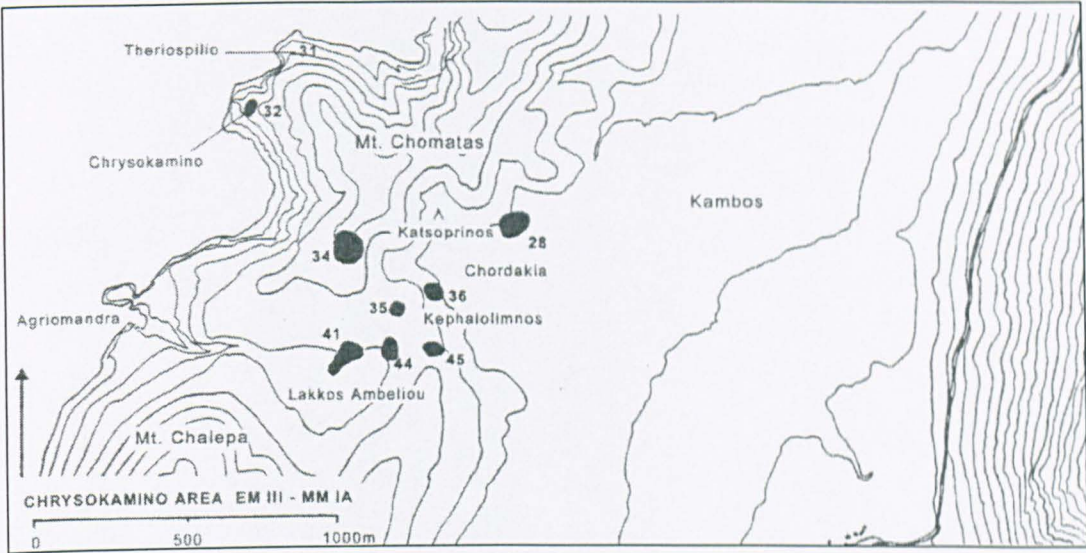 Theriospilio
31
32
Mt. Chomatas
Chrysokamino
Kambos
Katsoprinos
28
34
Chordakia
36
35
Kephalolimnos
Agriomandra
41
44
45
Lakkos Ambeliou
Mt. Chalepa
CHRYSOKAMINO AREA EM III - MM IA
0 500 1000m